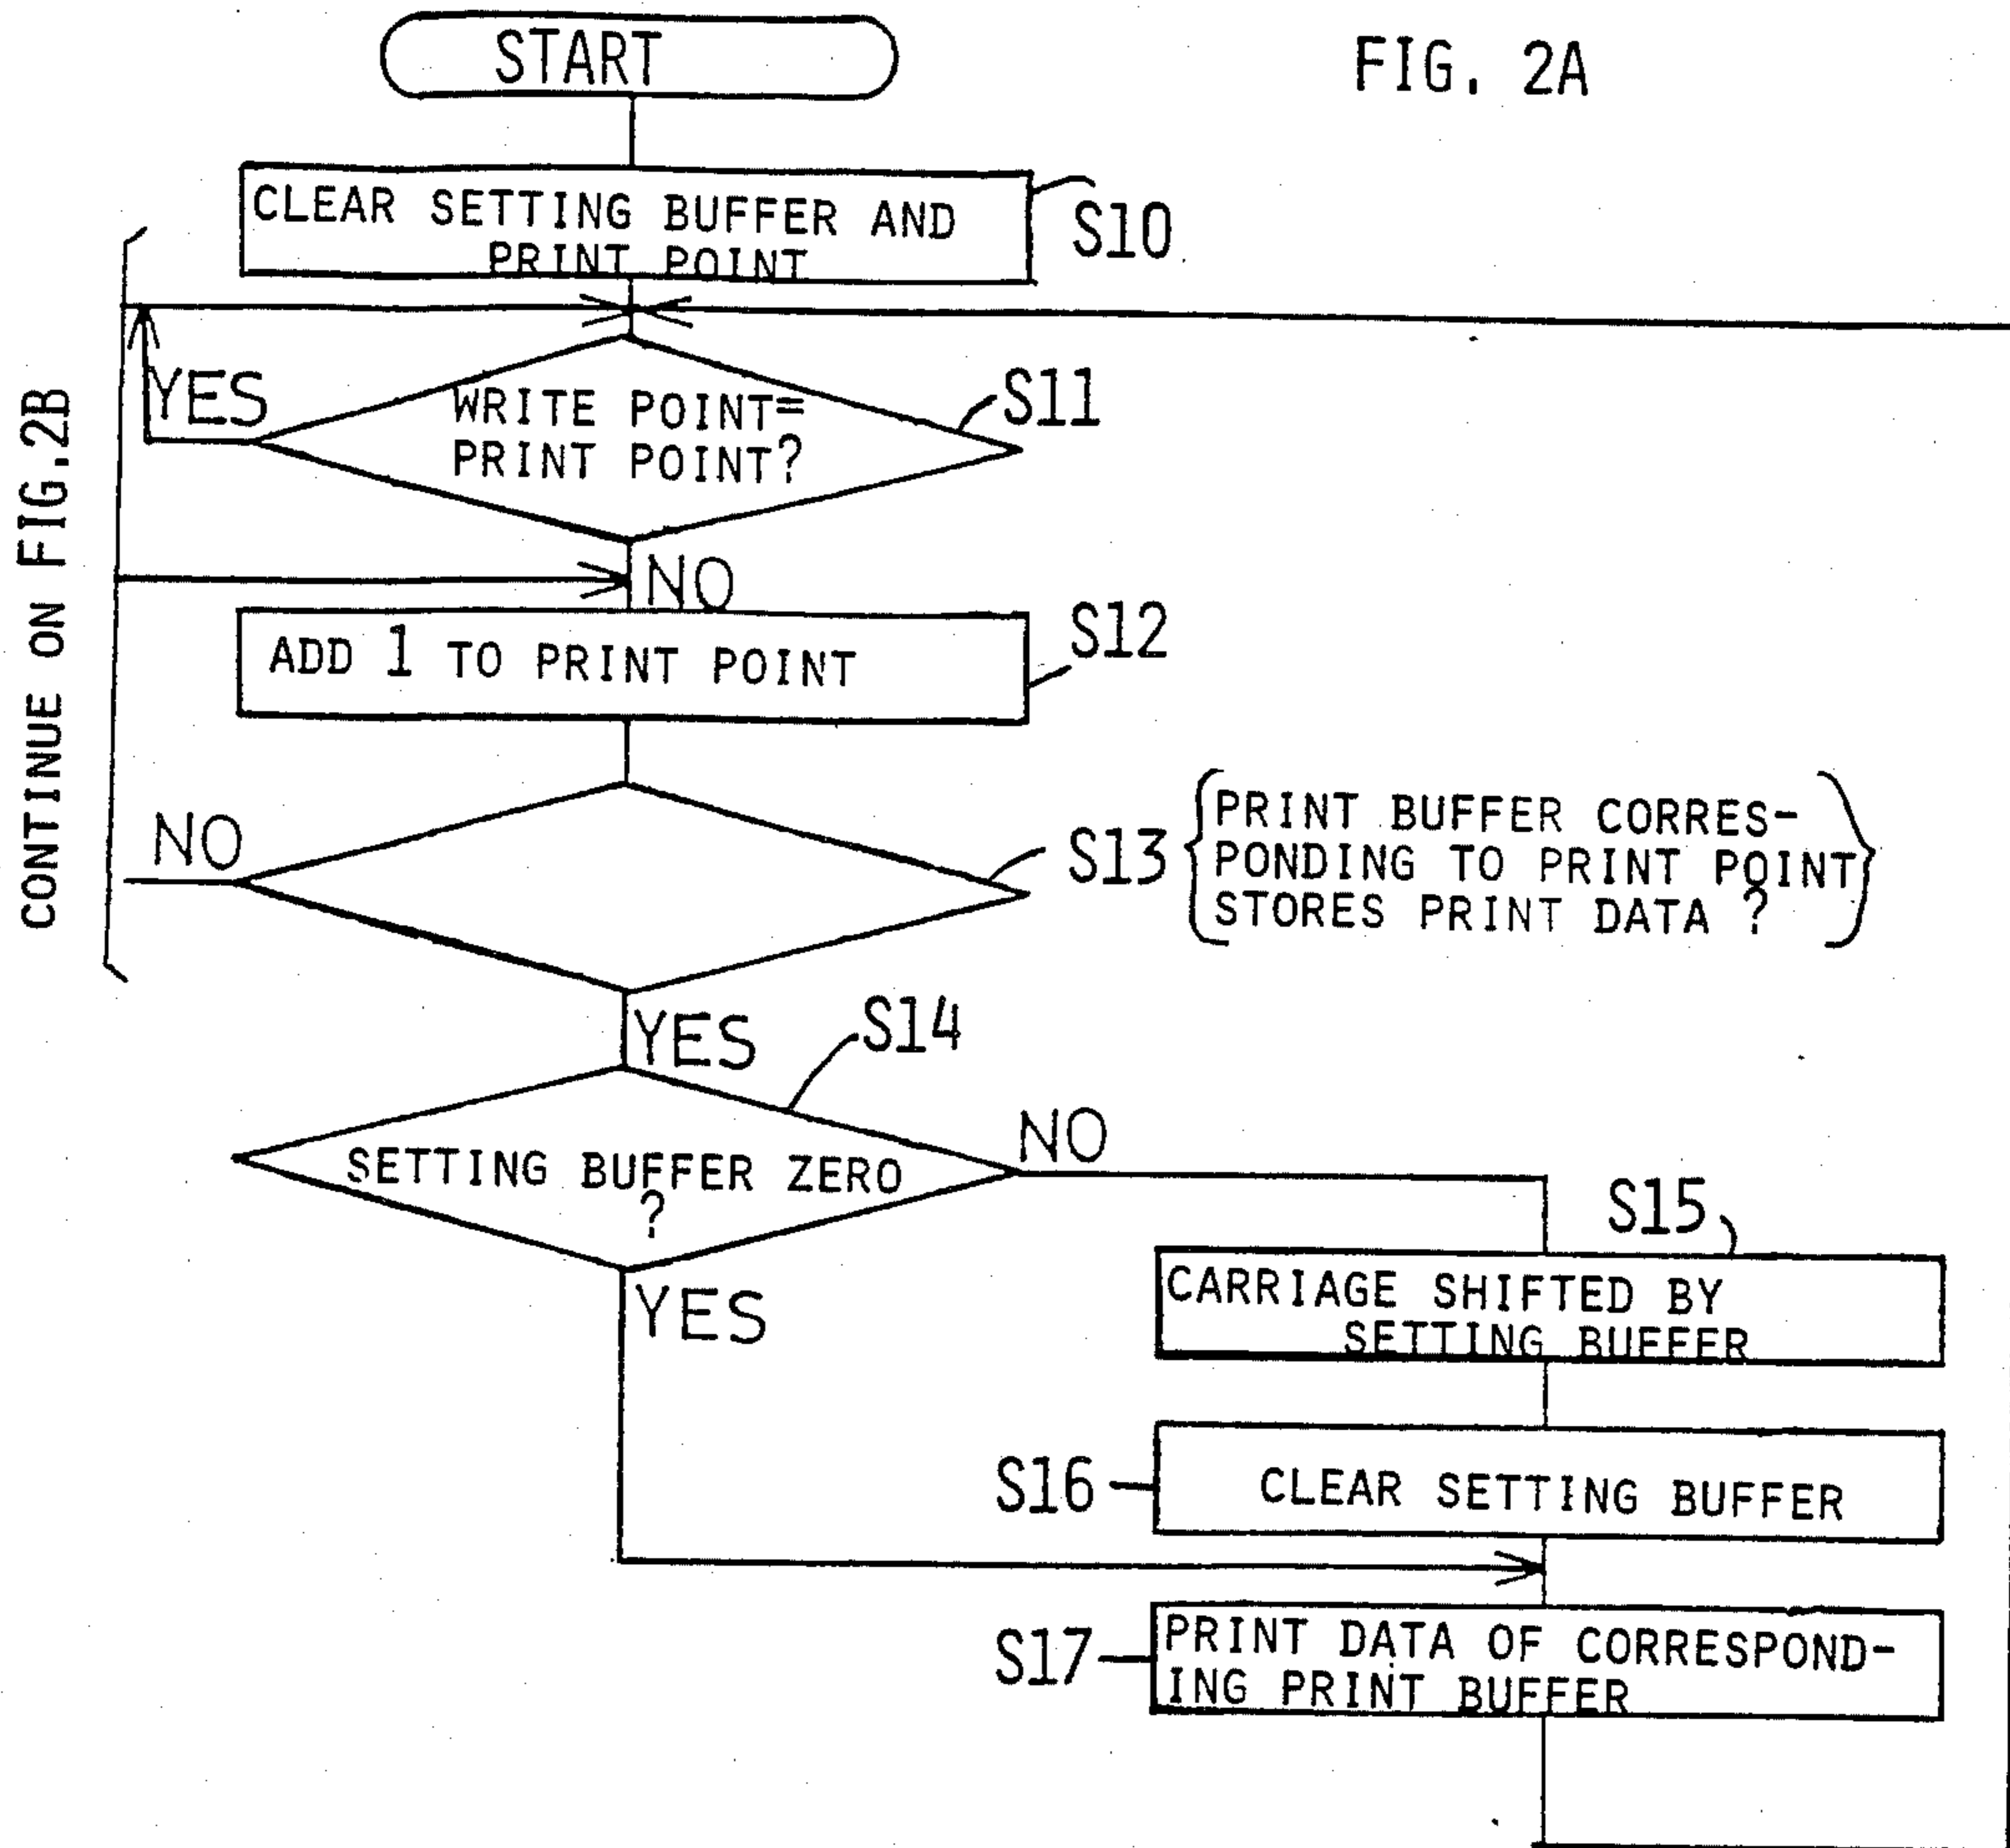 FIG. 2A
START
CLEAR SETTING BUFFER AND
PRINT POINT
S10
CONTINUE ON FIG.2B
YES
WRITE POINT=
PRINT POINT?
S11
NO
ADD 1 TO PRINT POINT
S12
NO
S13
PRINT BUFFER CORRES-
PONDING TO PRINT POINT
STORES PRINT DATA ?
YES
S14
SETTING BUFFER ZERO
?
NO
YES
S15
CARRIAGE SHIFTED BY
SETTING BUFFER
S16
CLEAR SETTING BUFFER
S17
PRINT DATA OF CORRESPOND-
ING PRINT BUFFER